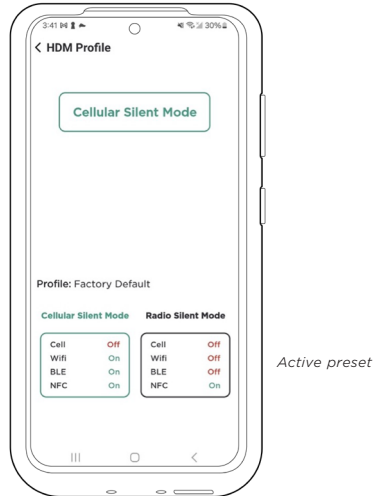 3:41 30%
HDM Profile
Cellular Silent Mode
Profile: Factory Default
Cellular Silent Mode Radio Silent Mode
Cell Off Cell Off
Wifi On Wifi Off
BLE On BLE Off
NFC On NFC On
Active preset